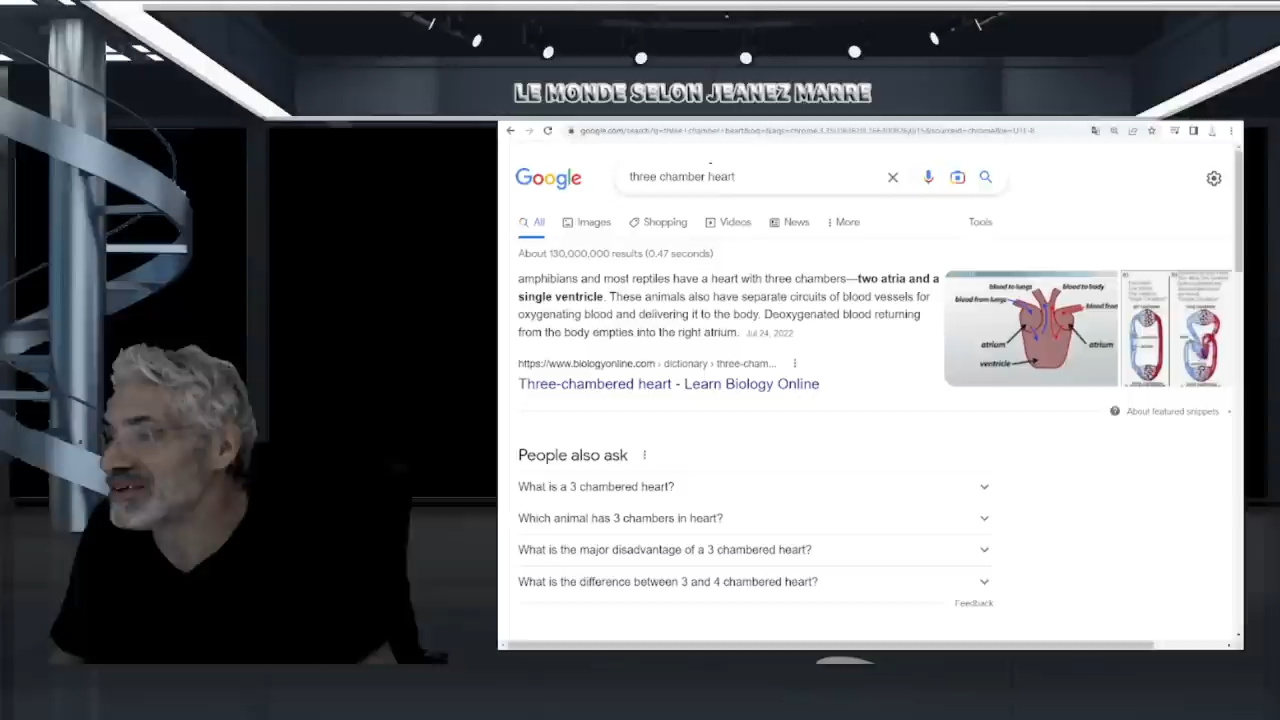 LE MONDE SELON JEANEZ MARRE
Google
three chamber heart
All
Images
Shopping
Videos
News
More
Tools
About 130,000,000 results (0.47 seconds)
amphibians and most reptiles have a heart with three chambers—two atria and a
single ventricle. These animals also have separate circuits of blood vessels for
oxygenating blood and delivering it to the body. Deoxygenated blood returning
from the body empties into the right atrium. Jul 24, 2022
blood to lungs
blood to body
blood from lungs
blood from
atrium
atrium
ventricle
https://www.biologyonline.com › dictionary › three-cham...
Three-chambered heart - Learn Biology Online
About featured snippets
People also ask
What is a 3 chambered heart?
Which animal has 3 chambers in heart?
What is the major disadvantage of a 3 chambered heart?
What is the difference between 3 and 4 chambered heart?
Feedback